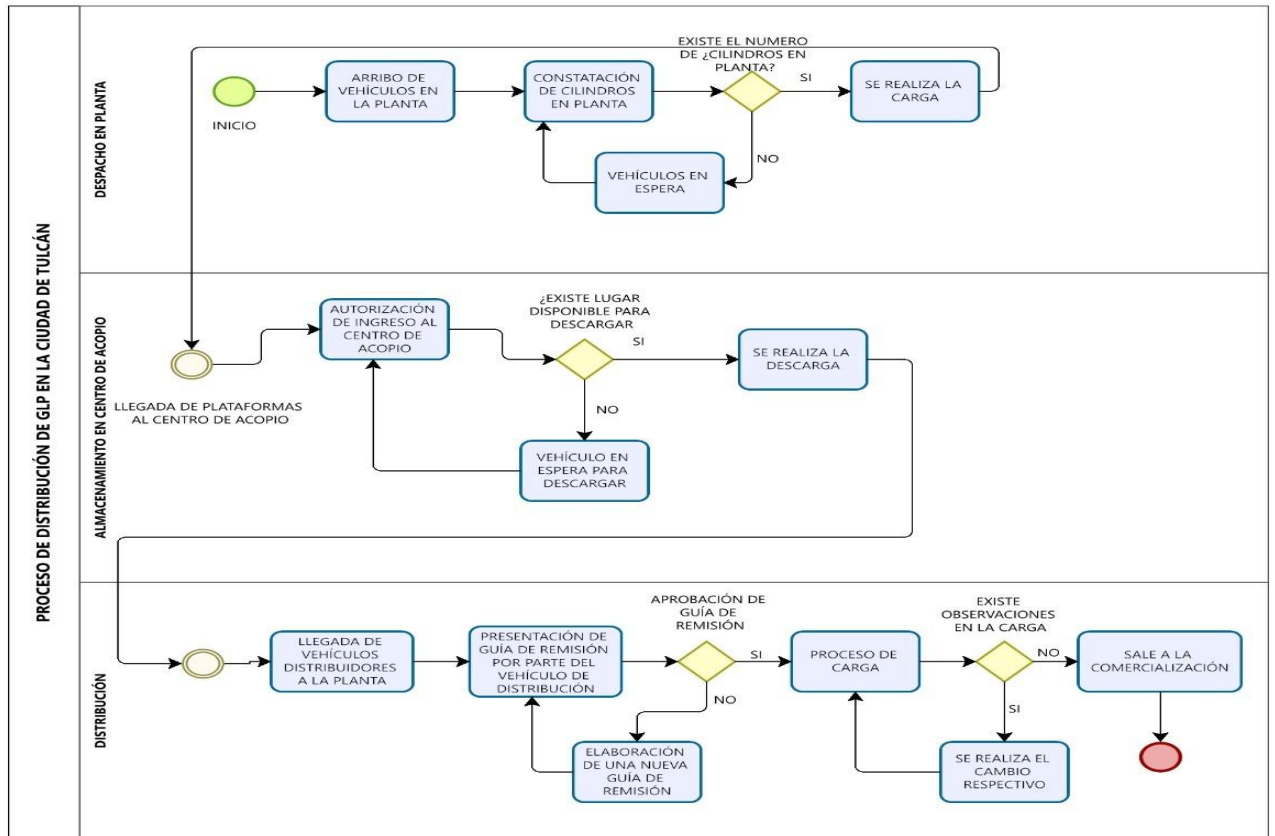 PROCESO DE DISTRIBUCIÓN DE GLP EN LA CIUDAD DE TULCÁN
DESPACHO EN PLANTA
INICIO
ARRIBO DE
VEHÍCULOS EN
LA PLANTA
CONSTATACIÓN
DE CILINDROS
EN PLANTA
EXISTE EL NUMERO
DE ¿CILINDROS EN
PLANTA?
SI
SE REALIZA LA
CARGA
NO
VEHÍCULOS EN
ESPERA
ALMACENAMIENTO EN CENTRO DE ACOPIO
LLEGADA DE PLATAFORMAS
AL CENTRO DE ACOPIO
AUTORIZACIÓN
DE INGRESO AL
CENTRO DE
ACOPIO
¿EXISTE LUGAR
DISPONIBLE PARA
DESCARGAR
SI
SE REALIZA LA
DESCARGA
NO
VEHÍCULO EN
ESPERA PARA
DESCARGAR
DISTRIBUCIÓN
LLEGADA DE
VEHÍCULOS
DISTRIBUIDORES
A LA PLANTA
PRESENTACIÓN DE
GUÍA DE REMISIÓN
POR PARTE DEL
VEHÍCULO DE
DISTRIBUCIÓN
APROBACIÓN DE
GUÍA DE
REMISIÓN
SI
NO
ELABORACIÓN
DE UNA NUEVA
GUÍA DE
REMISIÓN
PROCESO DE
CARGA
EXISTE
OBSERVACIONES
EN LA CARGA
NO
SI
SE REALIZA EL
CAMBIO
RESPECTIVO
SALE A LA
COMERCIALIZACIÓN